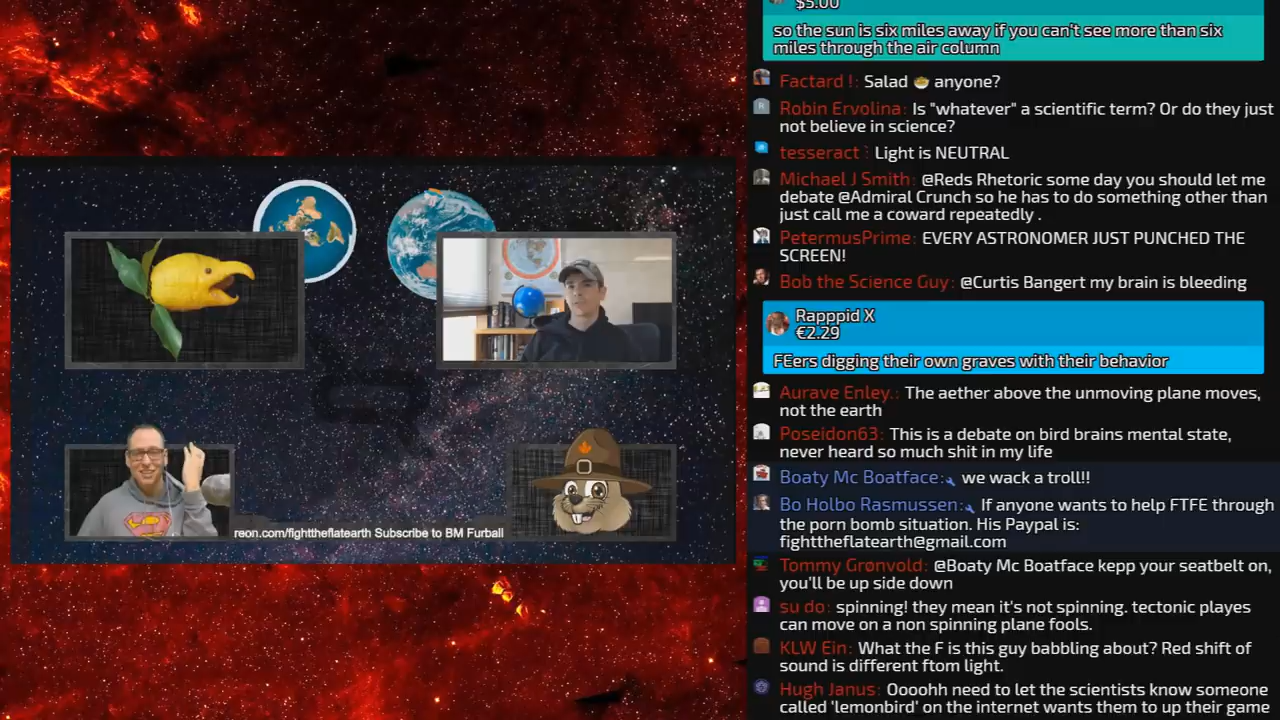 $5.00
so the sun is six miles away if you can't see more than six
miles through the air column
Factard !: Salad 🥗 anyone?
Robin Ervolina: Is "whatever" a scientific term? Or do they just
not believe in science?
tesseract : Light is NEUTRAL
Michael J Smith: @Reds Rhetoric some day you should let me
debate @Admiral Crunch so he has to do something other than
just call me a coward repeatedly .
PetermusPrime: EVERY ASTRONOMER JUST PUNCHED THE
SCREEN!
Bob the Science Guy: @Curtis Bangert my brain is bleeding
Rapppid X
€2.29
FEers digging their own graves with their behavior
Aurave Enley.: The aether above the unmoving plane moves,
not the earth
Poseidon63: This is a debate on bird brains mental state,
never heard so much shit in my life
Boaty Mc Boatface: we wack a troll!!
Bo Holbo Rasmussen: If anyone wants to help FTFE through
the porn bomb situation. His Paypal is:
fighttheflatearth@gmail.com
Tommy Grønvold: @Boaty Mc Boatface kepp your seatbelt on,
you'll be up side down
su do: spinning! they mean it's not spinning. tectonic playes
can move on a non spinning plane fools.
KLW Ein: What the F is this guy babbling about? Red shift of
sound is different ftom light.
Hugh Janus: Oooohh need to let the scientists know someone
called 'lemonbird' on the internet wants them to up their game
reon.com/fighttheflatearth Subscribe to BM Furball